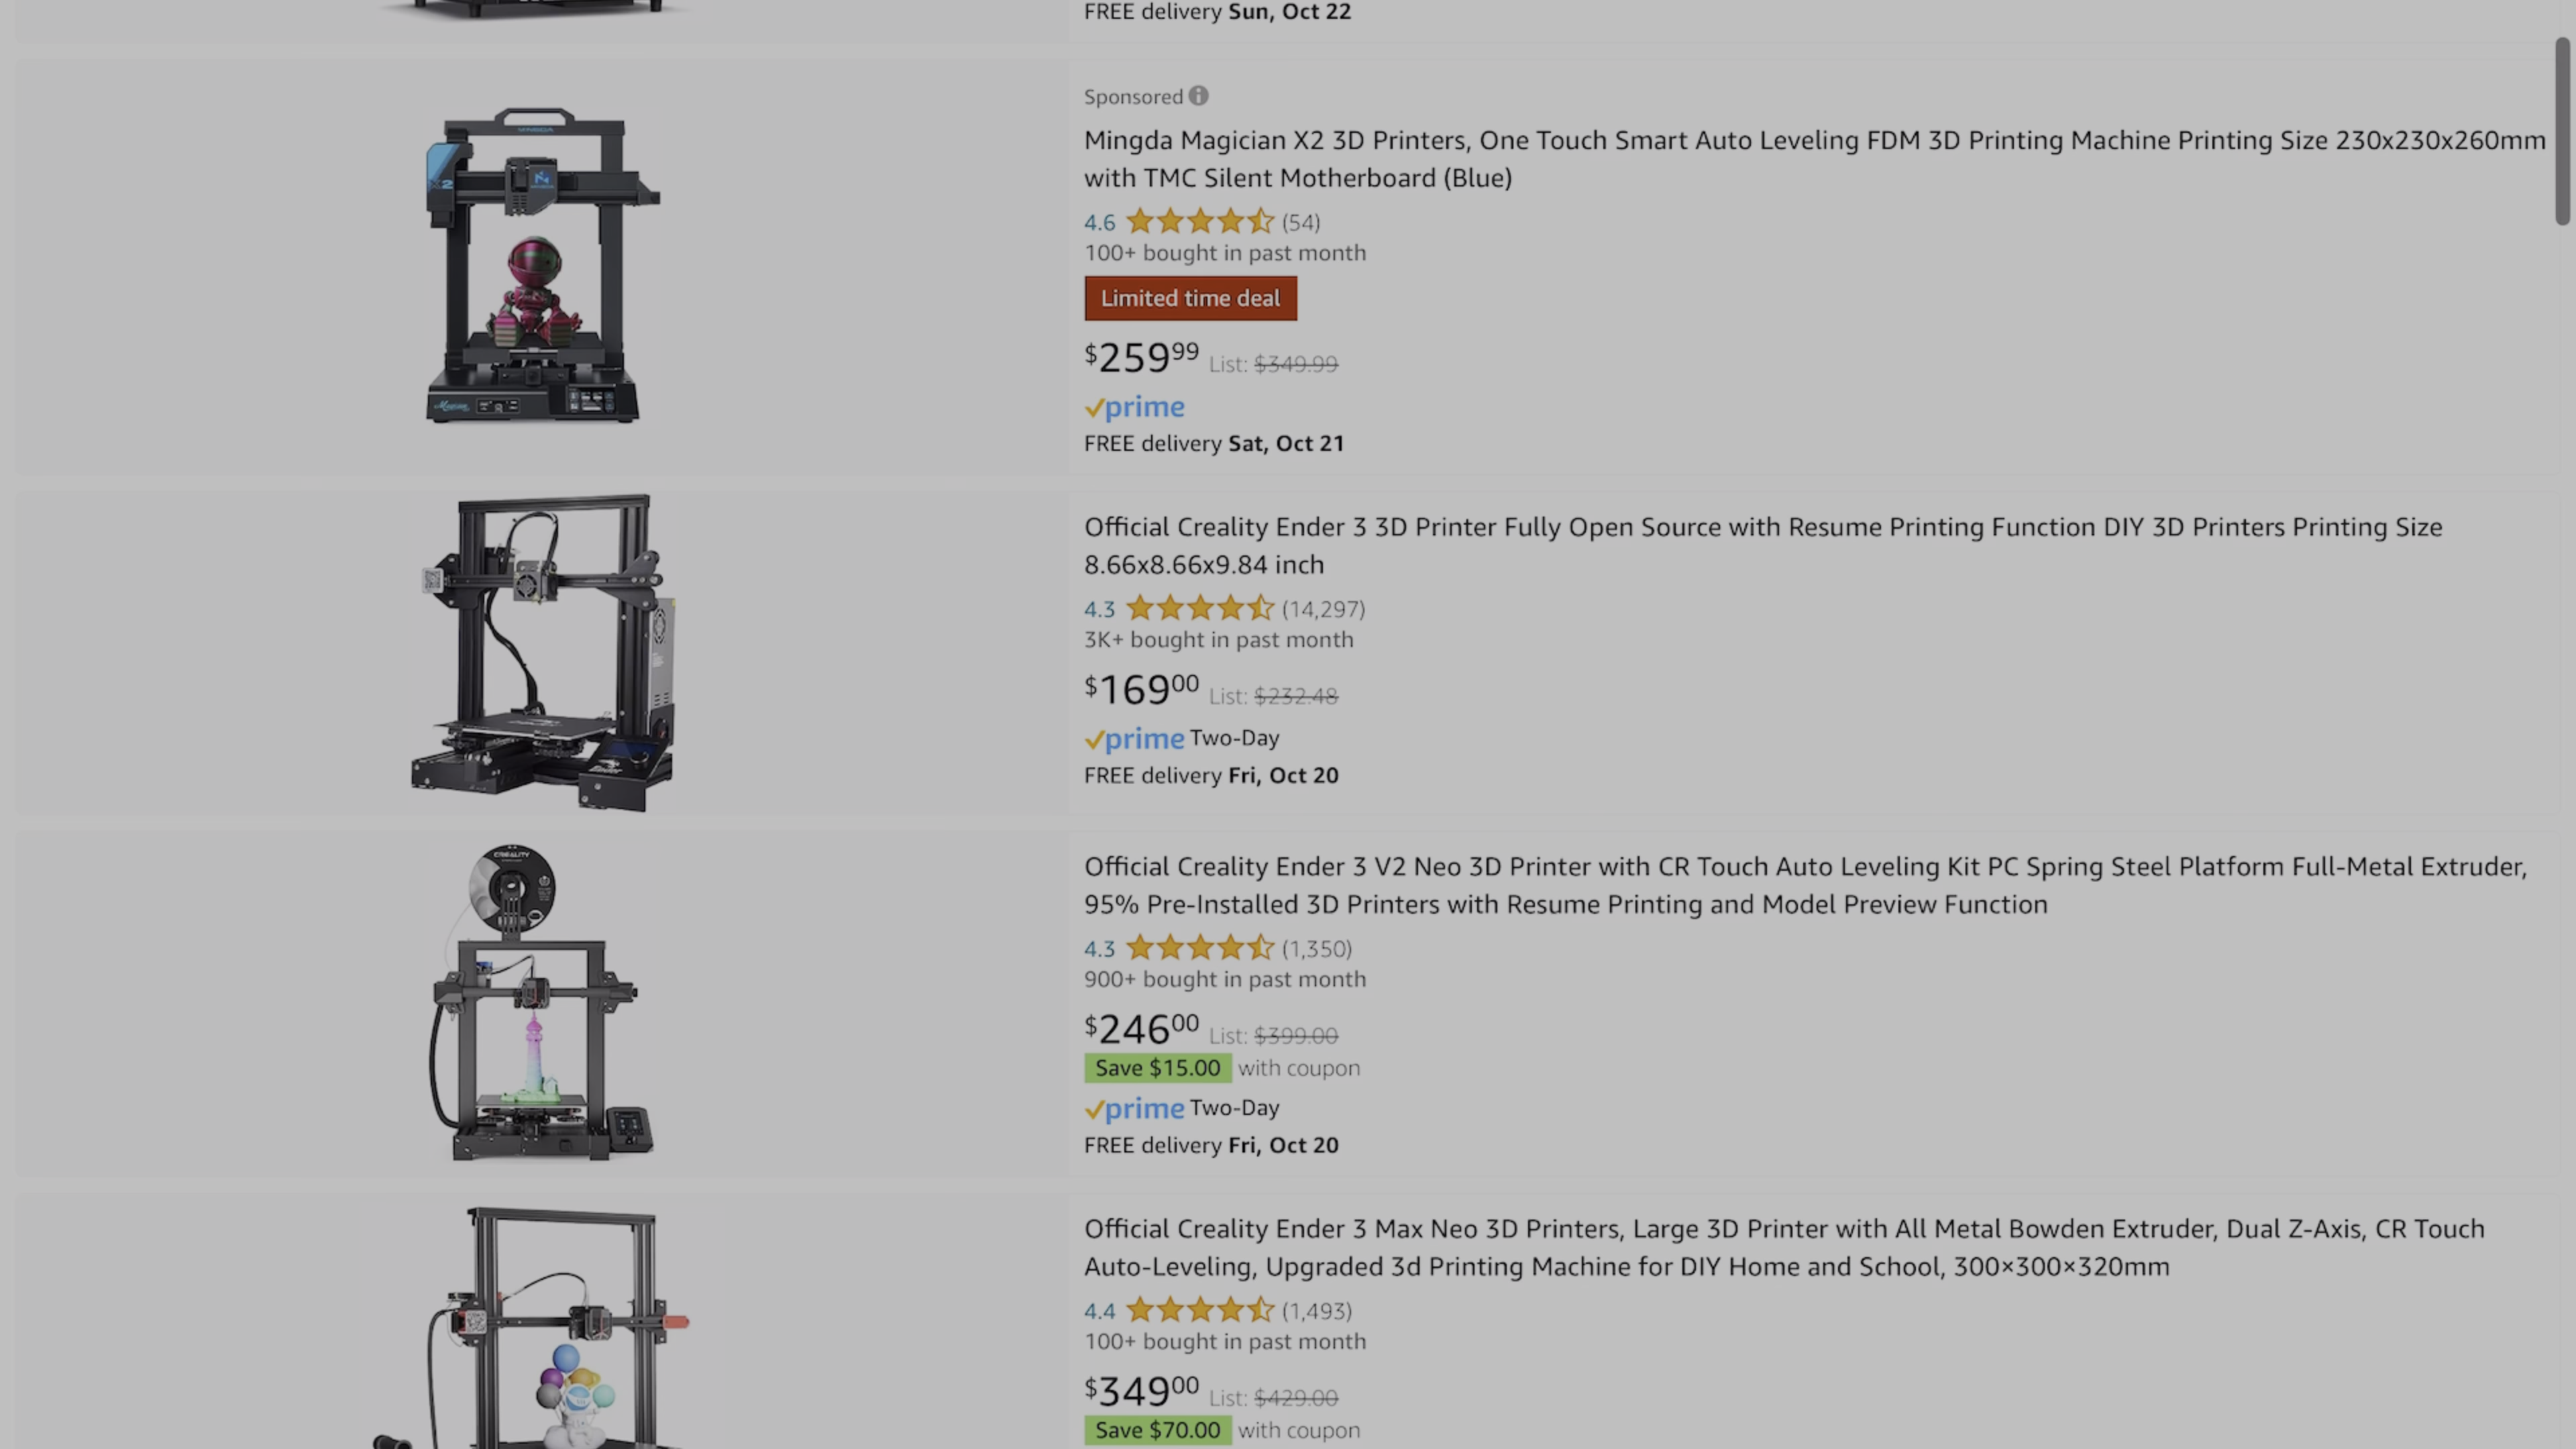 FREE delivery Sun, Oct 22
Sponsored
Mingda Magician X2 3D Printers, One Touch Smart Auto Leveling FDM 3D Printing Machine Printing Size 230x230x260mm
with TMC Silent Motherboard (Blue)
4.6 (54)
100+ bought in past month
Limited time deal
$259.99 List: $349.99
prime
FREE delivery Sat, Oct 21
Official Creality Ender 3 3D Printer Fully Open Source with Resume Printing Function DIY 3D Printers Printing Size
8.66x8.66x9.84 inch
4.3 (14,297)
3K+ bought in past month
$169.00 List: $232.48
prime Two-Day
FREE delivery Fri, Oct 20
CREALITY
Official Creality Ender 3 V2 Neo 3D Printer with CR Touch Auto Leveling Kit PC Spring Steel Platform Full-Metal Extruder,
95% Pre-Installed 3D Printers with Resume Printing and Model Preview Function
4.3 (1,350)
900+ bought in past month
$246.00 List: $399.00
Save $15.00 with coupon
prime Two-Day
FREE delivery Fri, Oct 20
Official Creality Ender 3 Max Neo 3D Printers, Large 3D Printer with All Metal Bowden Extruder, Dual Z-Axis, CR Touch
Auto-Leveling, Upgraded 3d Printing Machine for DIY Home and School, 300×300×320mm
4.4 (1,493)
100+ bought in past month
$349.00 List: $429.00
Save $70.00 with coupon